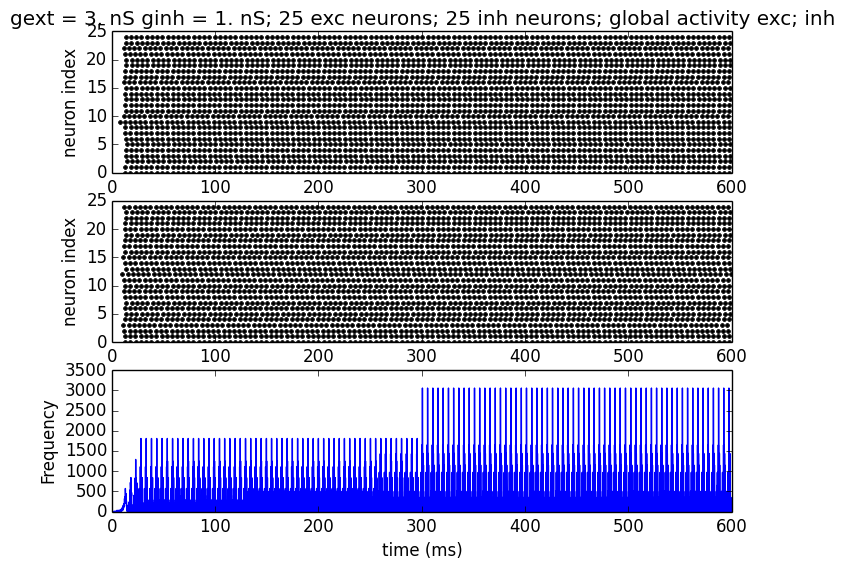 gext = 3. nS ginh = 1. nS; 25 exc neurons; 25 inh neurons; global activity exc; inh
25
20
15
10
5
0
neuron index
0 100 200 300 400 500 600
25
20
15
10
5
0
neuron index
0 100 200 300 400 500 600
3500
3000
2500
2000
1500
1000
500
0
Frequency
0 100 200 300 400 500 600
time (ms)